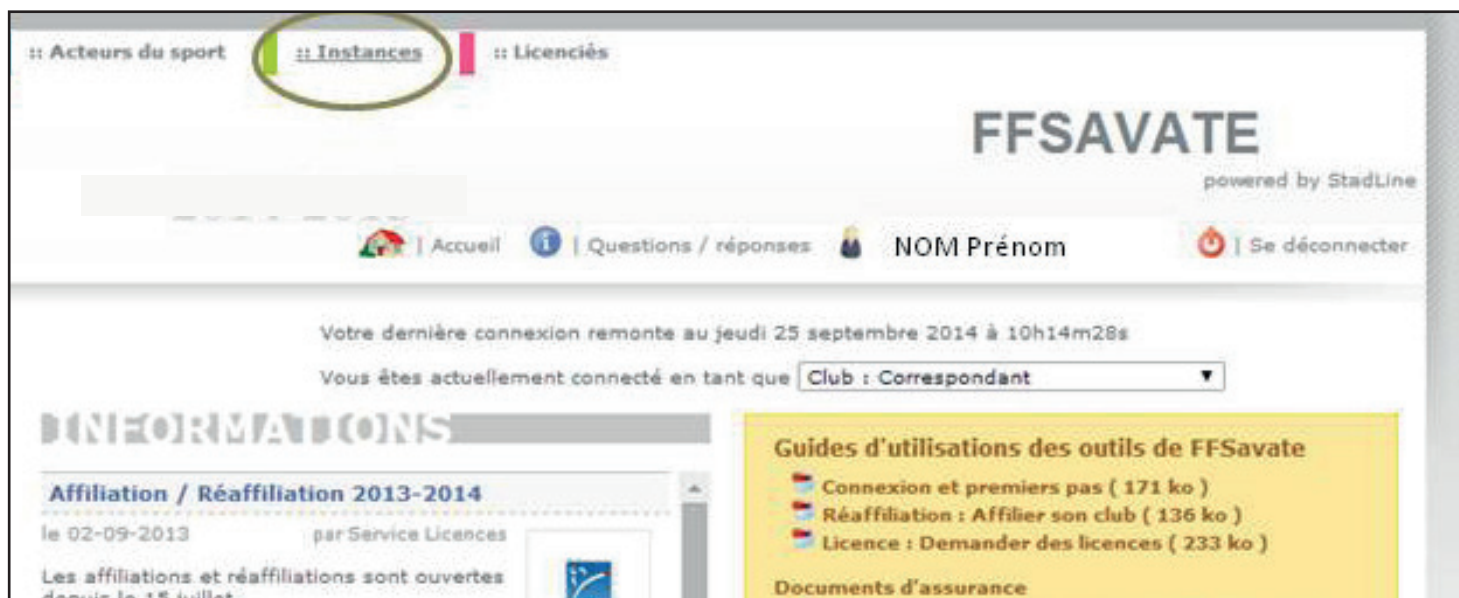 :: Acteurs du sport :: Instances :: Licenciés
FFSAVATE
powered by StadLine
| Accueil | Questions / réponses NOM Prénom | Se déconnecter
Votre dernière connexion remonte au jeudi 25 septembre 2014 à 10h14m28s
Vous êtes actuellement connecté en tant que Club : Correspondant
INFORMATIONS
Affiliation / Réaffiliation 2013-2014
le 02-09-2013 par Service Licences
Les affiliations et réaffiliations sont ouvertes
depuis le 15 juillet
Guides d'utilisations des outils de FFSavate
Connexion et premiers pas ( 171 ko )
Réaffiliation : Affilier son club ( 136 ko )
Licence : Demander des licences ( 233 ko )
Documents d'assurance